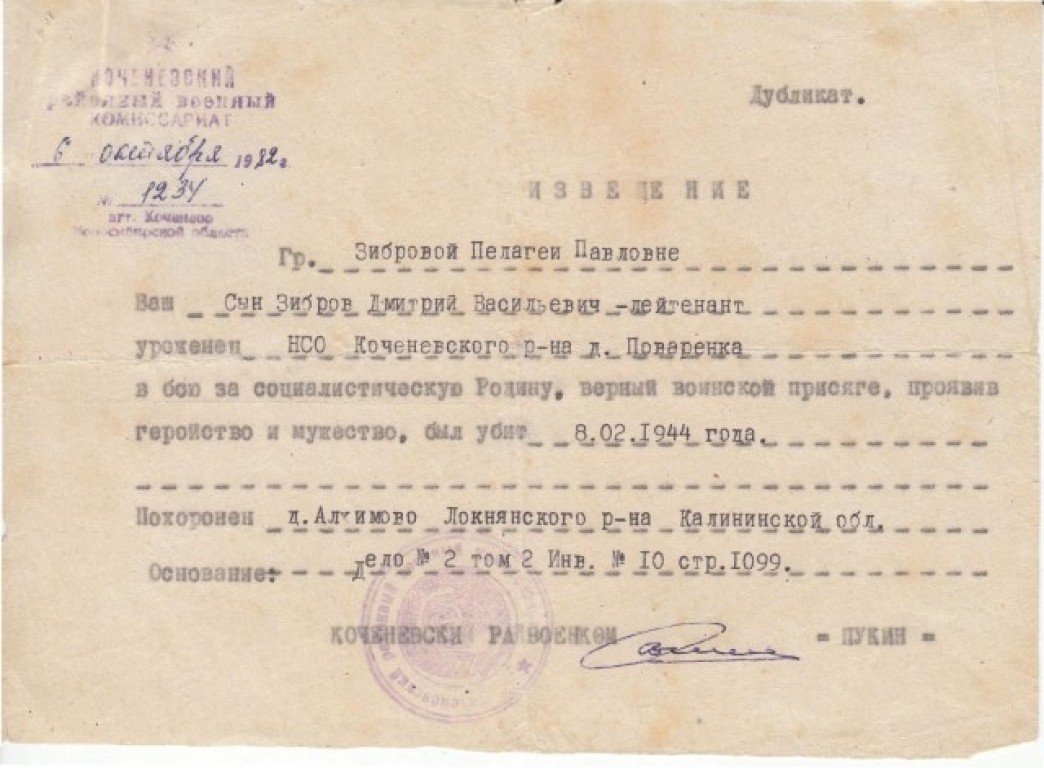 КОЧЕНЕВСКИЙ
РАЙОННЫЙ ВОЕННЫЙ
КОМИССАРИАТ
6 октября 1982г.
№ 1234
пгт. Коченево
Новосибирской области
Дубликат.
ИЗВЕЩЕНИЕ
Гр. Зибровой Пелагеи Павловне
Ваш Сын Зибров Дмитрий Васильевич -лейтенант
уроженец НСО Коченевского р-на д. Поваренка
в бою за социалистическую Родину, верный воинской присяге, проявив
геройство и мужество, был убит 8.02.1944 года.
Похоронен д.Алкимово Локнянского р-на Калининской обл.
Основание: Дело № 2 том 2 Инв. № 10 стр.1099.
КОЧЕНЕВСКИ РАЙВОЕНКОМ = ПУКИН =